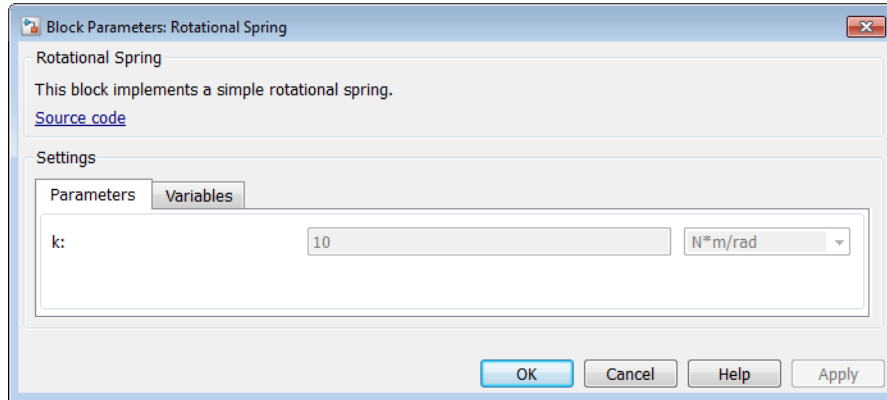 Block Parameters: Rotational Spring
Rotational Spring
This block implements a simple rotational spring.
Source code
Settings
Parameters Variables
k: 10 N*m/rad
OK Cancel Help Apply